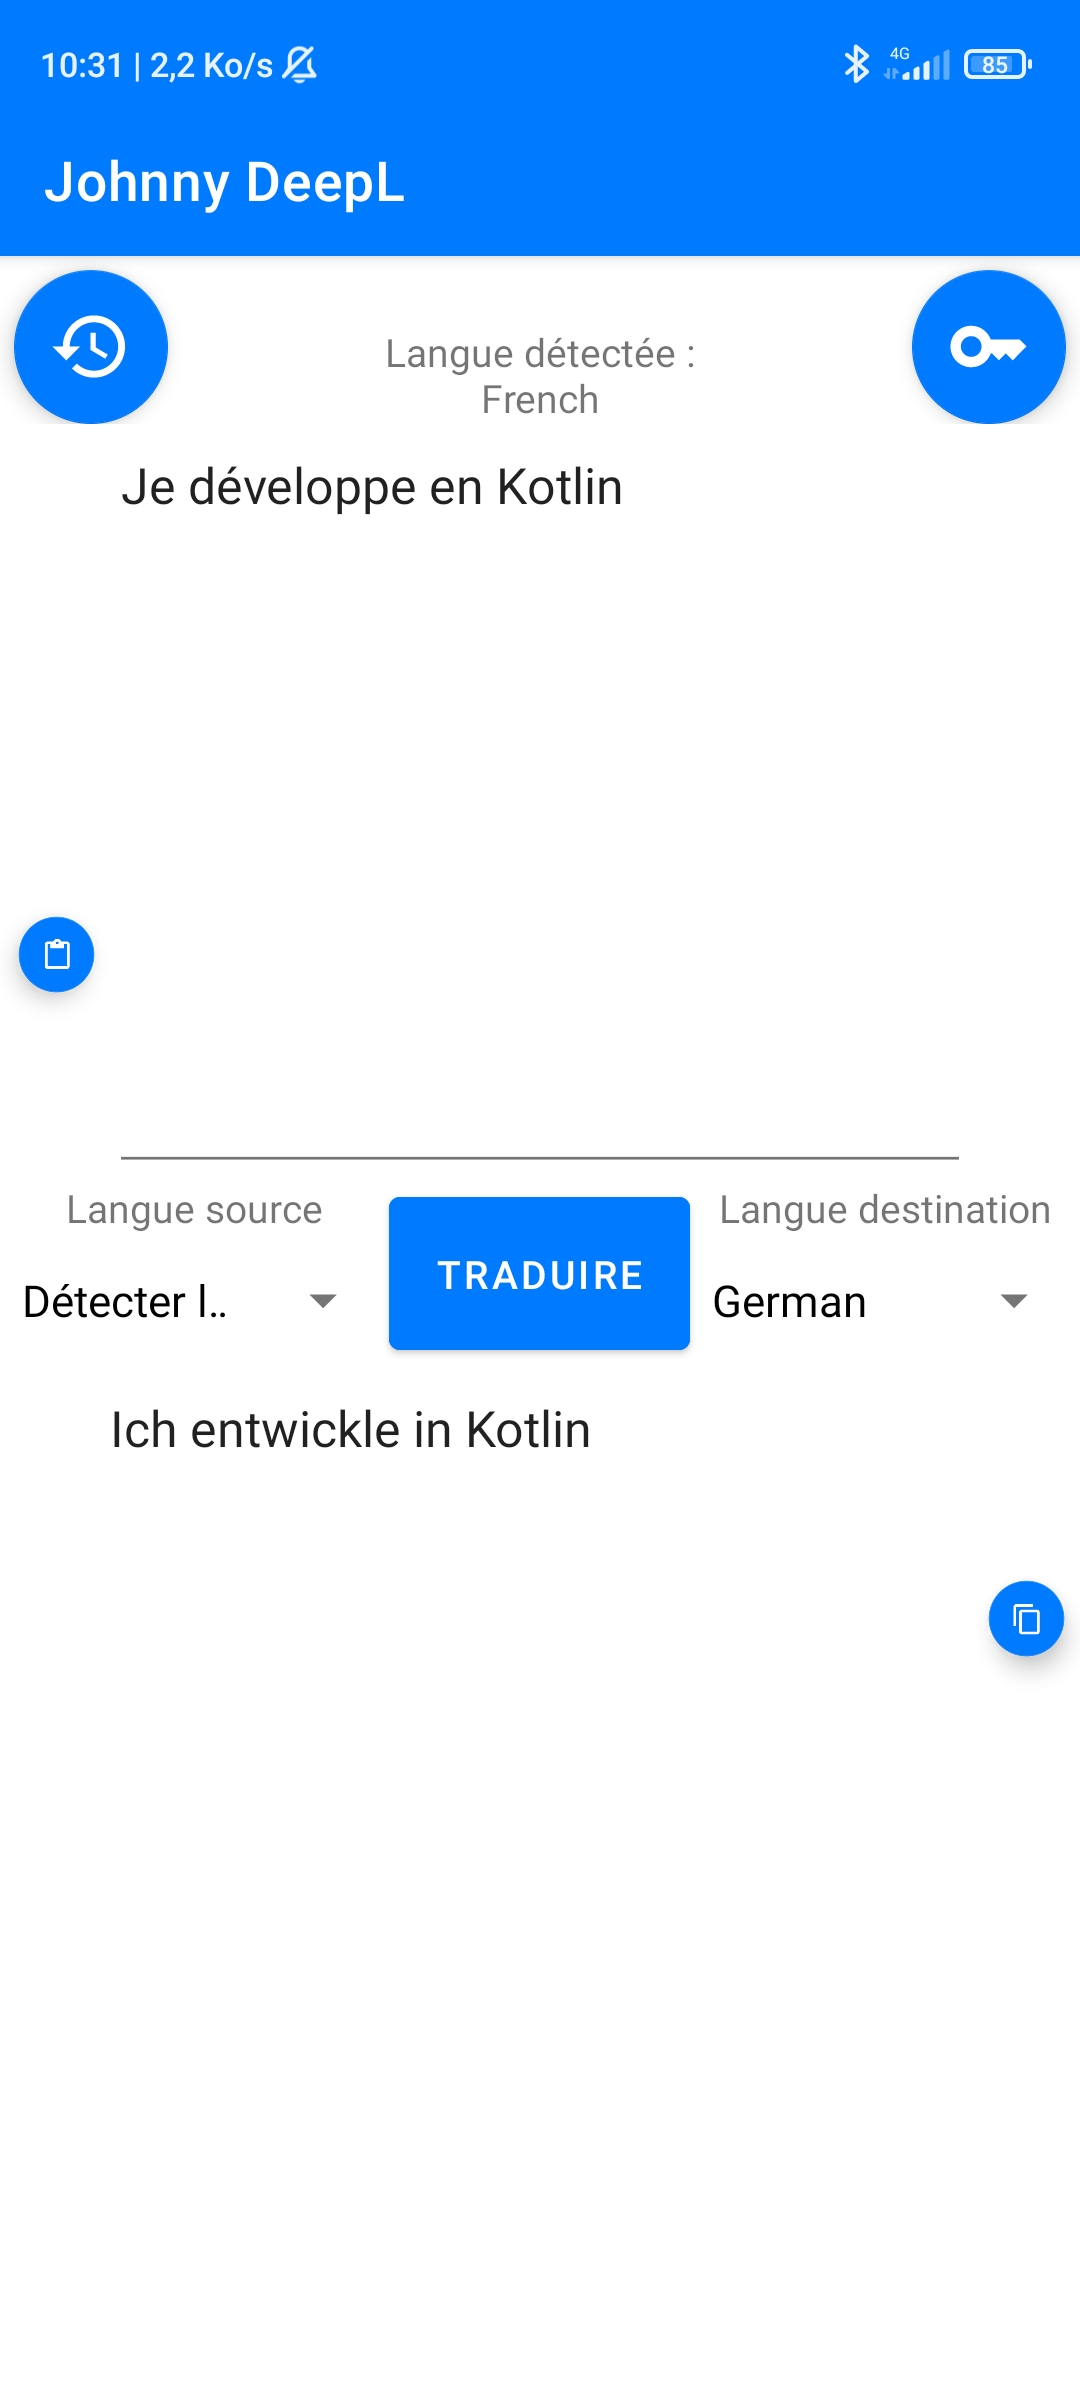 10:31 | 2,2 Ko/s
4G
85
Johnny DeepL
Langue détectée :
French
Je développe en Kotlin
Langue source
Langue destination
Détecter l..
TRADUIRE
German
Ich entwickle in Kotlin